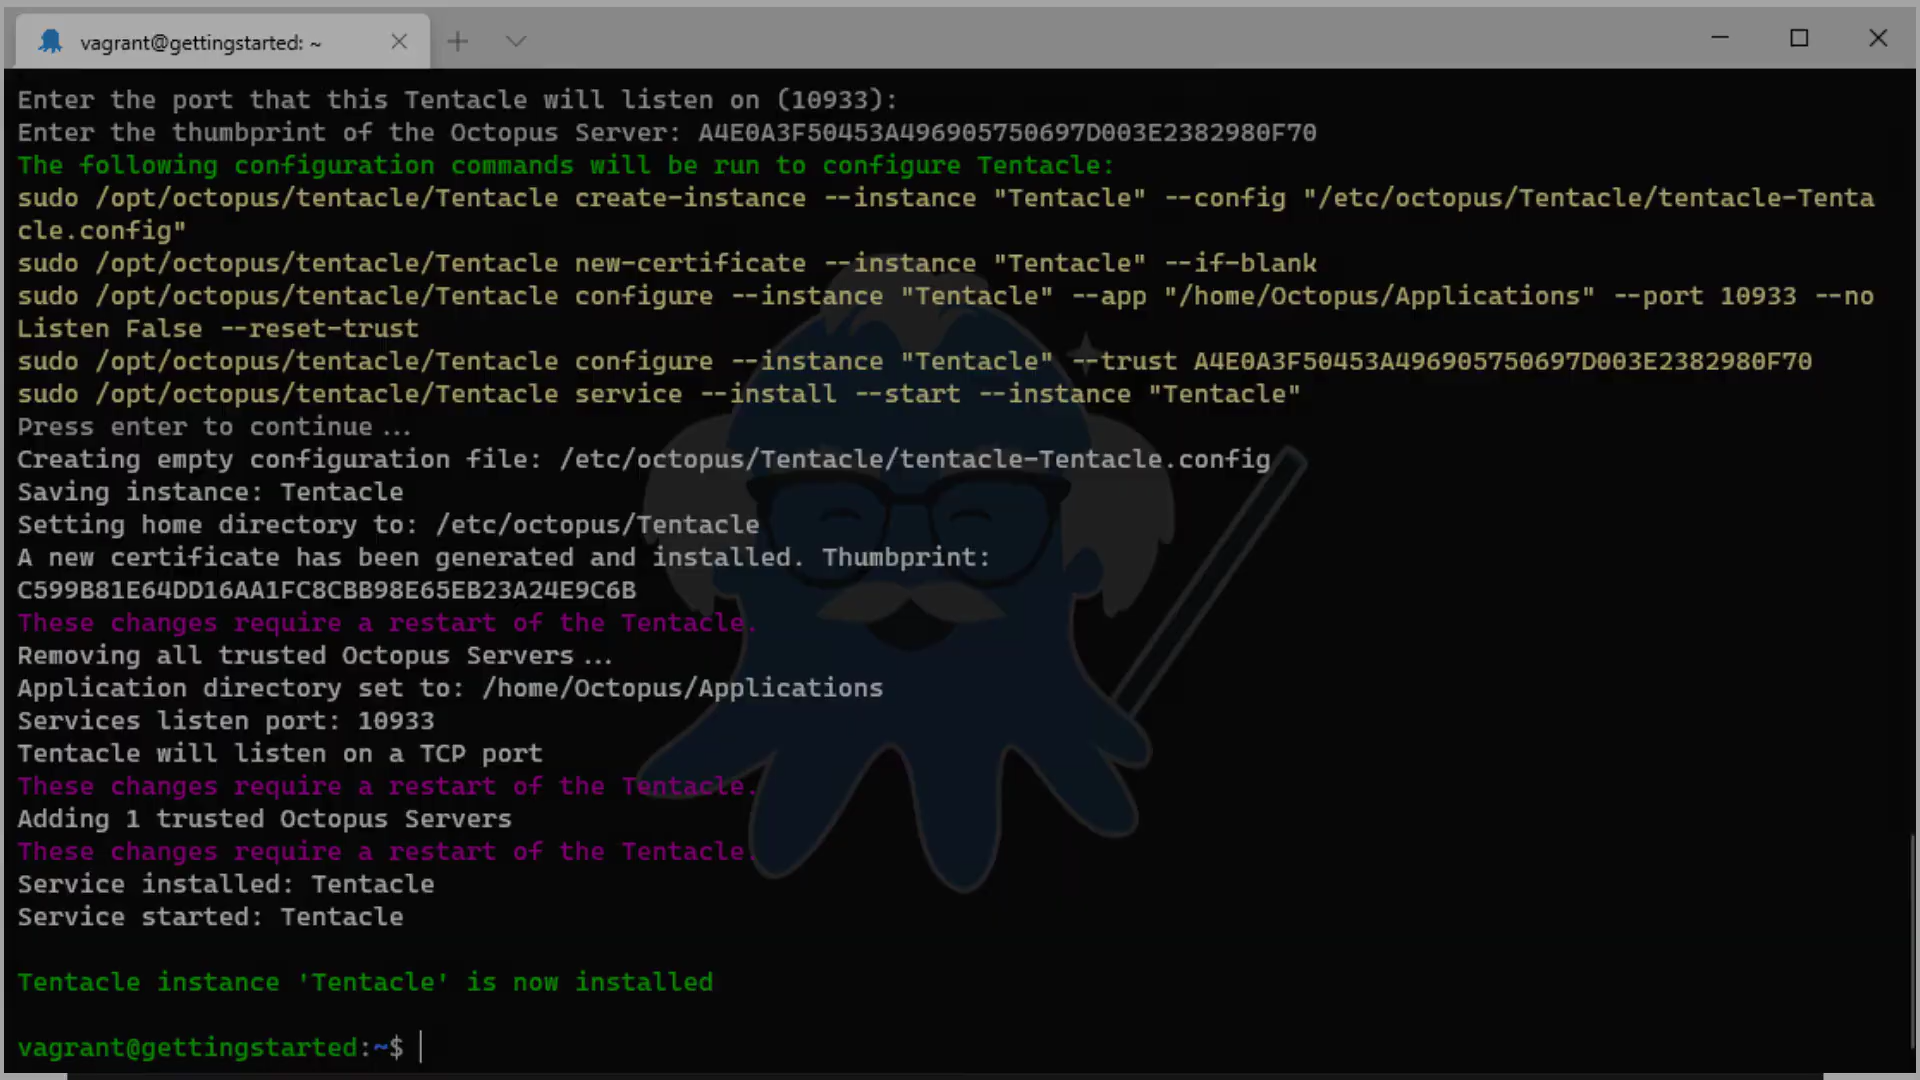 vagrant@gettingstarted: ~
Enter the port that this Tentacle will listen on (10933):
Enter the thumbprint of the Octopus Server: A4E0A3F50453A496905750697D003E2382980F70
The following configuration commands will be run to configure Tentacle:
sudo /opt/octopus/tentacle/Tentacle create-instance --instance "Tentacle" --config "/etc/octopus/Tentacle/tentacle-Tenta
cle.config"
sudo /opt/octopus/tentacle/Tentacle new-certificate --instance "Tentacle" --if-blank
sudo /opt/octopus/tentacle/Tentacle configure --instance "Tentacle" --app "/home/Octopus/Applications" --port 10933 --no
Listen False --reset-trust
sudo /opt/octopus/tentacle/Tentacle configure --instance "Tentacle" --trust A4E0A3F50453A496905750697D003E2382980F70
sudo /opt/octopus/tentacle/Tentacle service --install --start --instance "Tentacle"
Press enter to continue...
Creating empty configuration file: /etc/octopus/Tentacle/tentacle-Tentacle.config
Saving instance: Tentacle
Setting home directory to: /etc/octopus/Tentacle
A new certificate has been generated and installed. Thumbprint:
C599B81E64DD16AA1FC8CBB98E65EB23A24E9C6B
These changes require a restart of the Tentacle.
Removing all trusted Octopus Servers...
Application directory set to: /home/Octopus/Applications
Services listen port: 10933
Tentacle will listen on a TCP port
These changes require a restart of the Tentacle.
Adding 1 trusted Octopus Servers
These changes require a restart of the Tentacle.
Service installed: Tentacle
Service started: Tentacle
Tentacle instance 'Tentacle' is now installed
vagrant@gettingstarted:~$